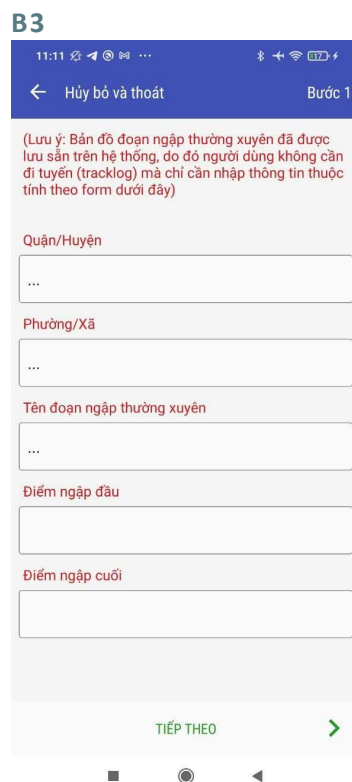 B3
11:11
117
Hủy bỏ và thoát
Bước 1
(Lưu ý: Bản đồ đoạn ngập thường xuyên đã được
lưu sẵn trên hệ thống, do đó người dùng không cần
đi tuyến (tracklog) mà chỉ cần nhập thông tin thuộc
tính theo form dưới đây)
Quận/Huyện
...
Phường/Xã
...
Tên đoạn ngập thường xuyên
...
Điểm ngập đầu
Điểm ngập cuối
TIẾP THEO